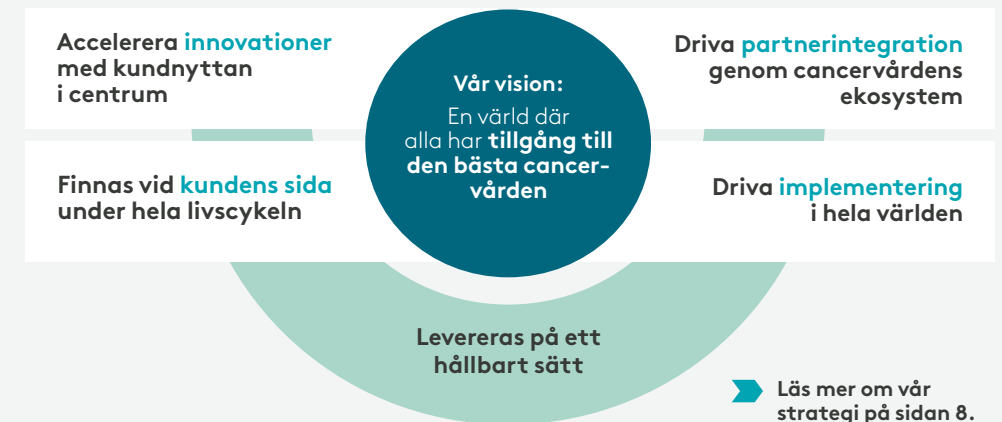 Accelerera innovationer
med kundnyttan
i centrum
Vår vision:
En värld där
alla har tillgång till
den bästa cancer-
vården
Driva partnerintegration
genom cancervårdens
ekosystem
Finnas vid kundens sida
under hela livscykeln
Driva implementering
i hela världen
Levereras på ett
hållbart sätt
Läs mer om vår
strategi på sidan 8.